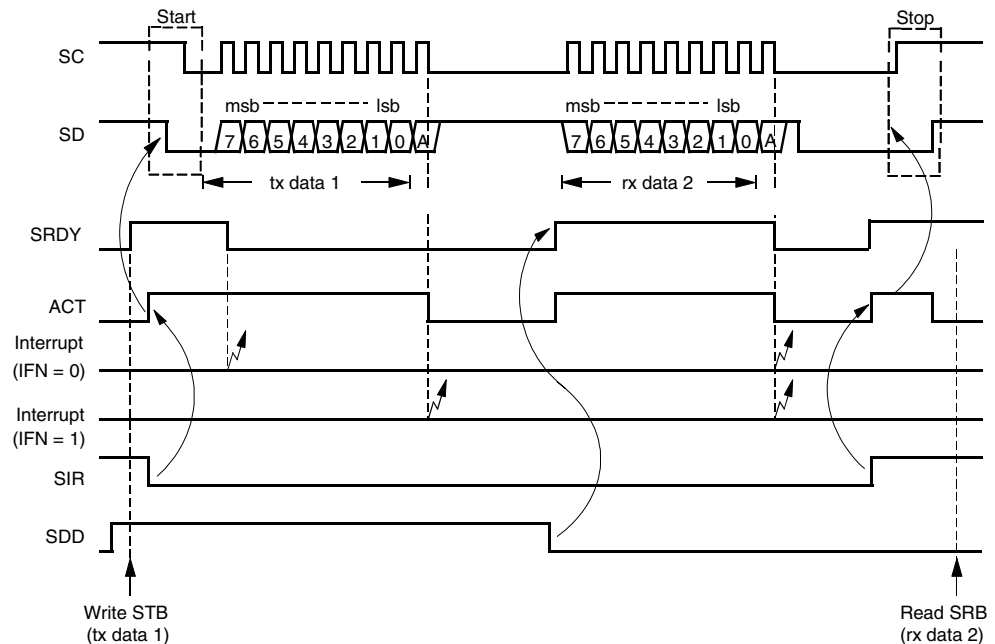 Start
Stop
SC
msb lsb
msb lsb
SD
7 6 5 4 3 2 1 0 A
7 6 5 4 3 2 1 0 A
tx data 1
rx data 2
SRDY
ACT
Interrupt
(IFN = 0)
Interrupt
(IFN = 1)
SIR
SDD
Write STB
(tx data 1)
Read SRB
(rx data 2)